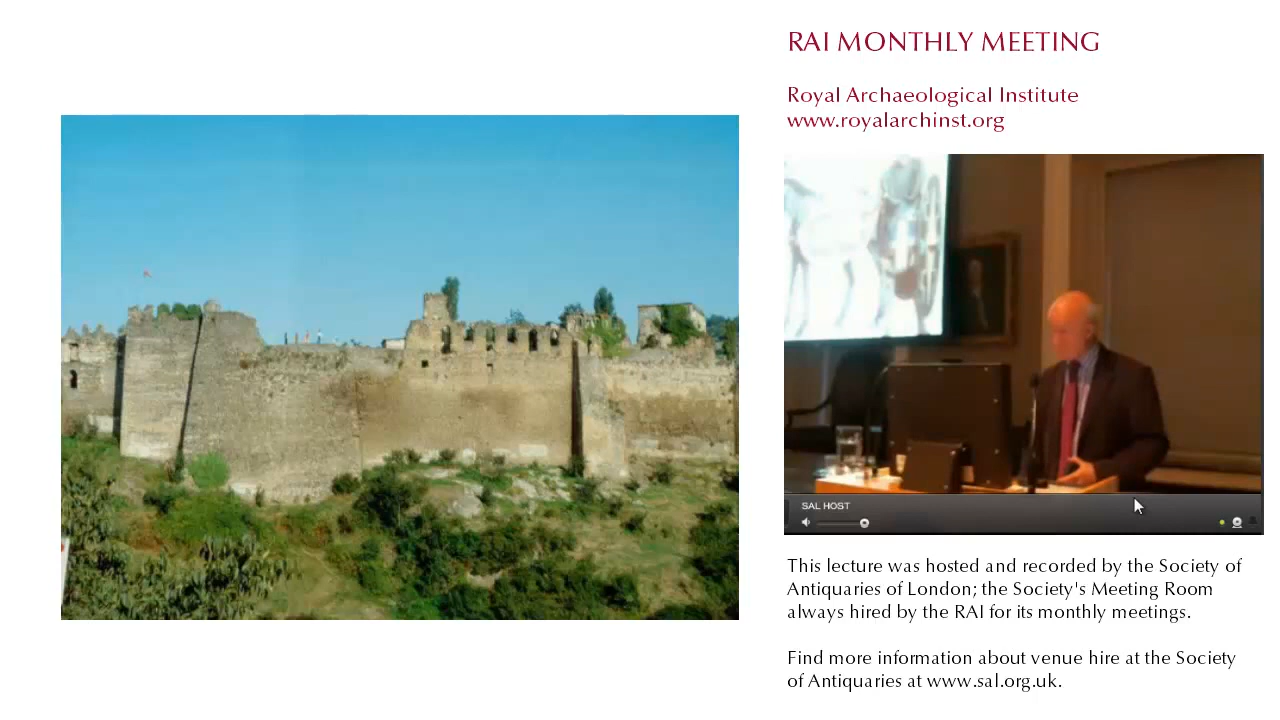 RAI MONTHLY MEETING
Royal Archaeological Institute
www.royalarchinst.org
SAL HOST
This lecture was hosted and recorded by the Society of
Antiquaries of London; the Society's Meeting Room
always hired by the RAI for its monthly meetings.
Find more information about venue hire at the Society
of Antiquaries at www.sal.org.uk.